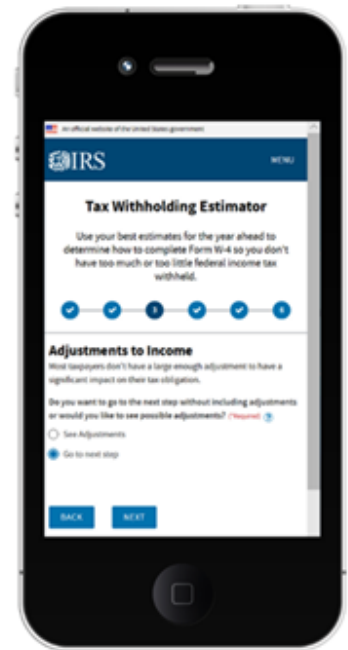 An official website of the United States government
IRS
MENU
Tax Withholding Estimator
Use your best estimates for the year ahead to
determine how to complete Form W-4 so you don't
have too much or too little federal income tax
withheld.
3
6
Adjustments to Income
Most taxpayers don't have a large enough adjustment to have a
significant impact on their tax obligation.
Do you want to go to the next step without including adjustments
or would you like to see possible adjustments? (*Required) ?
See Adjustments
Go to next step
BACK NEXT